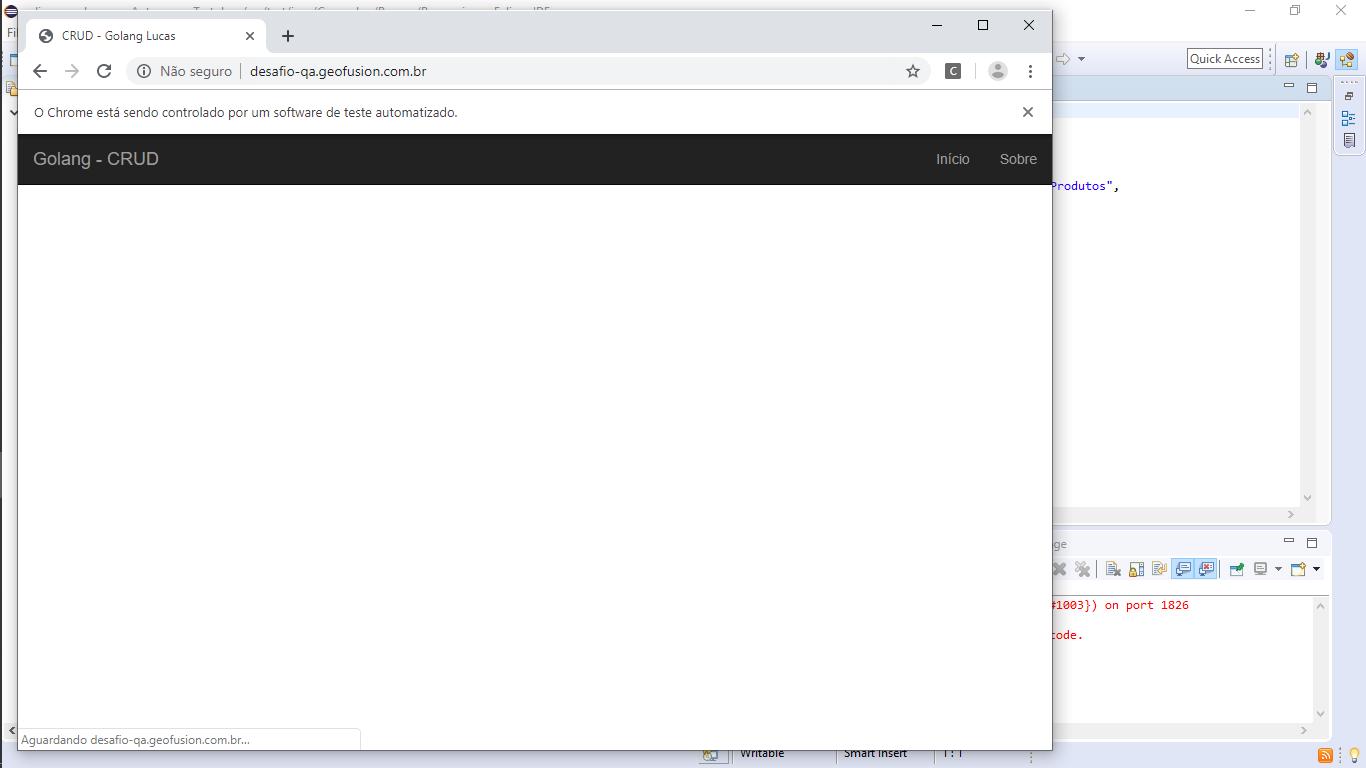 CRUD - Golang Lucas
Não seguro
desafio-qa.geofusion.com.br
Quick Access
O Chrome está sendo controlado por um software de teste automatizado.
Golang - CRUD
Início
Sobre
Produtos",
#1003}) on port 1826
code.
Aguardando desafio-qa.geofusion.com.br...
Writable
Smart Insert
1 : 1